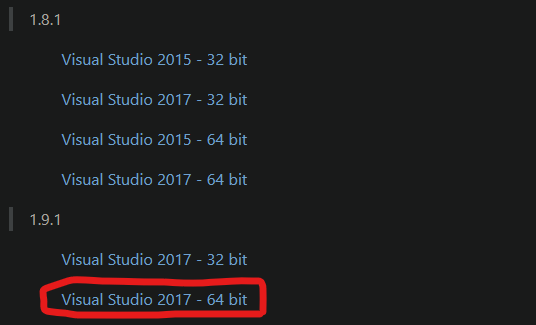 1.8.1
Visual Studio 2015 - 32 bit
Visual Studio 2017 - 32 bit
Visual Studio 2015 - 64 bit
Visual Studio 2017 - 64 bit
1.9.1
Visual Studio 2017 - 32 bit
Visual Studio 2017 - 64 bit